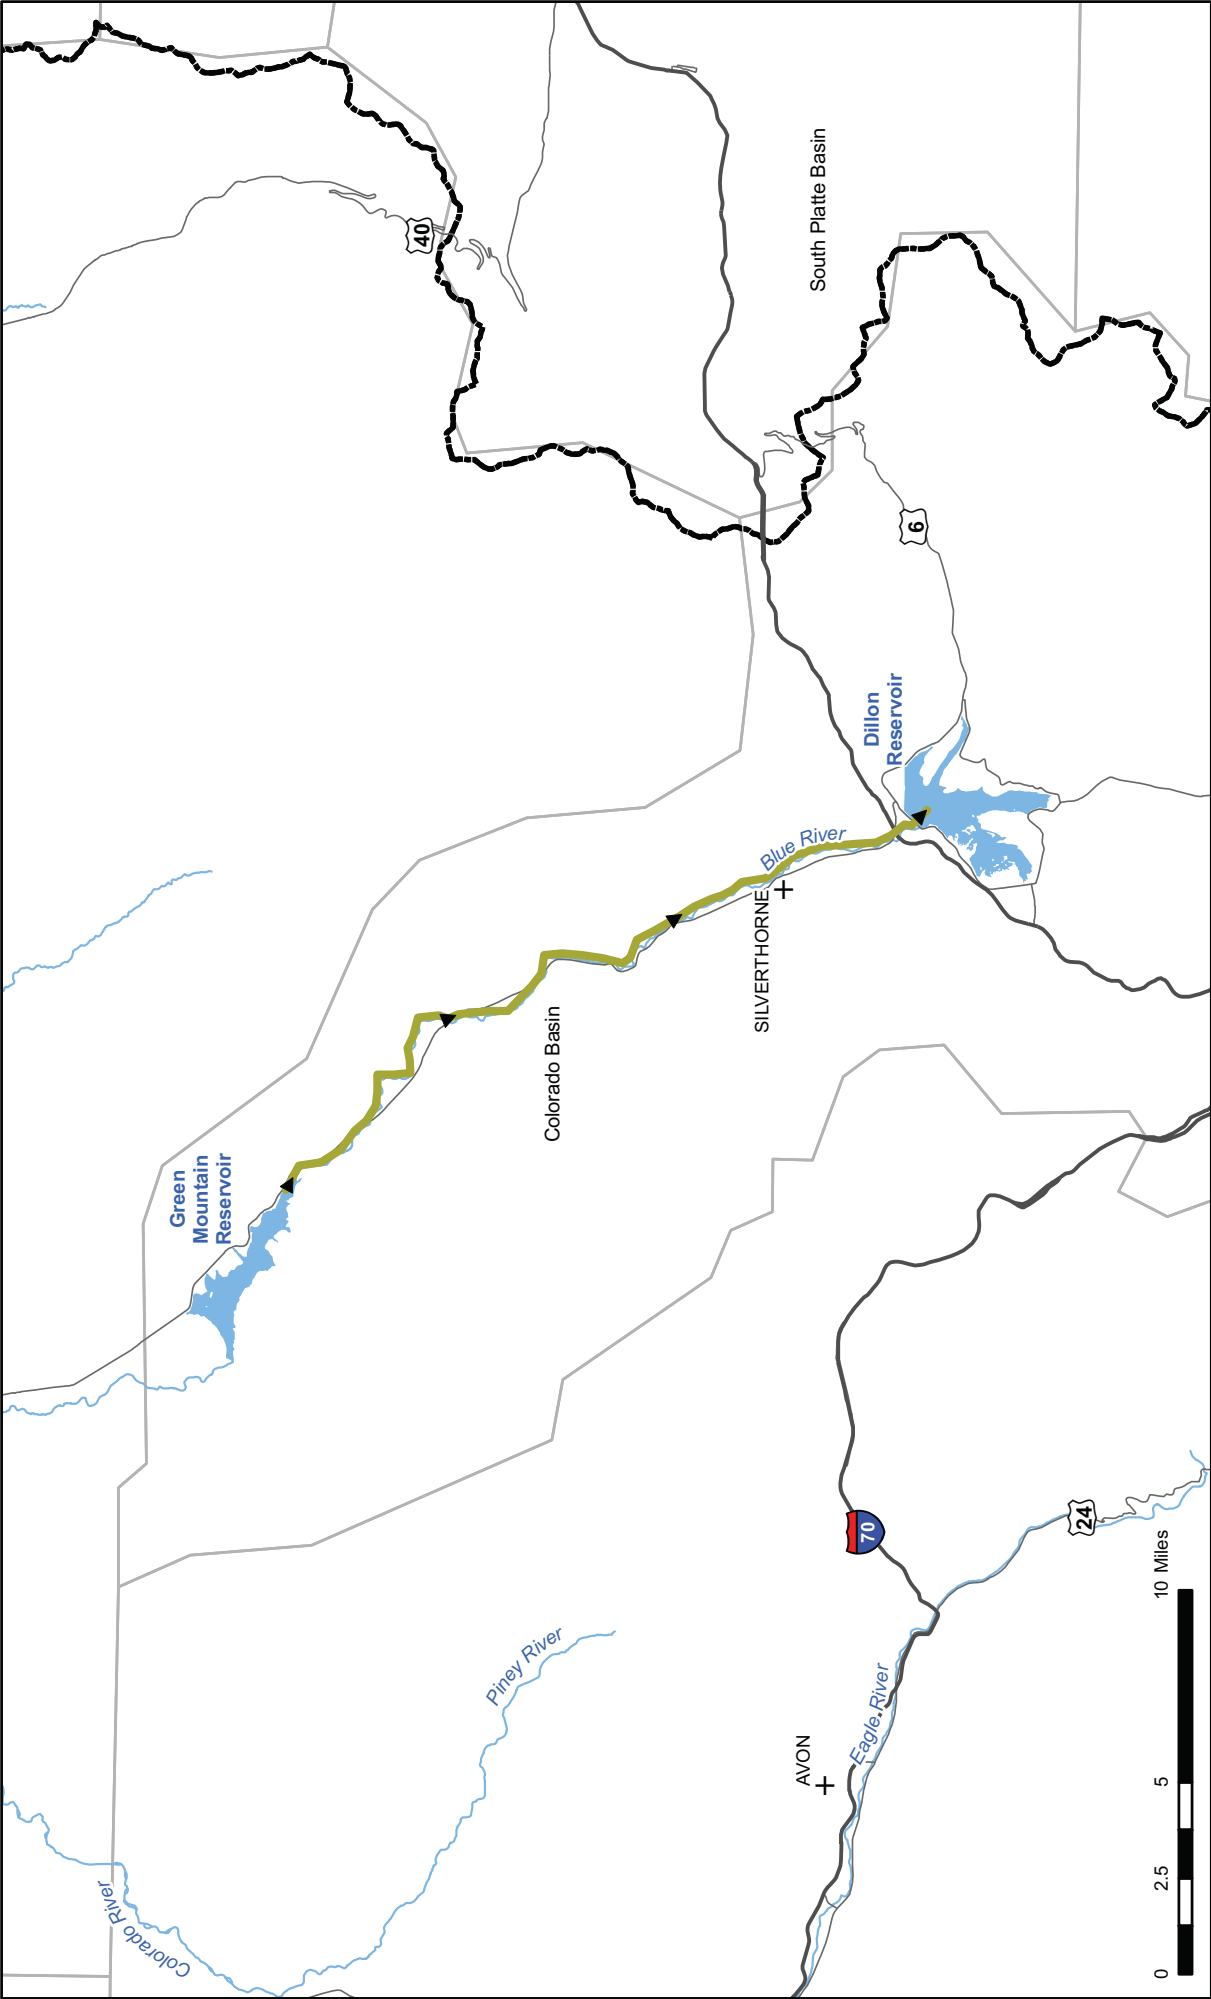 Colorado River
Green
Mountain
Reservoir
40
Piney River
Colorado Basin
SILVERTHORNE
Blue River
AVON
South Platte Basin
Eagle River
70
Dillon
Reservoir
6
24
0 2.5 5 10 Miles